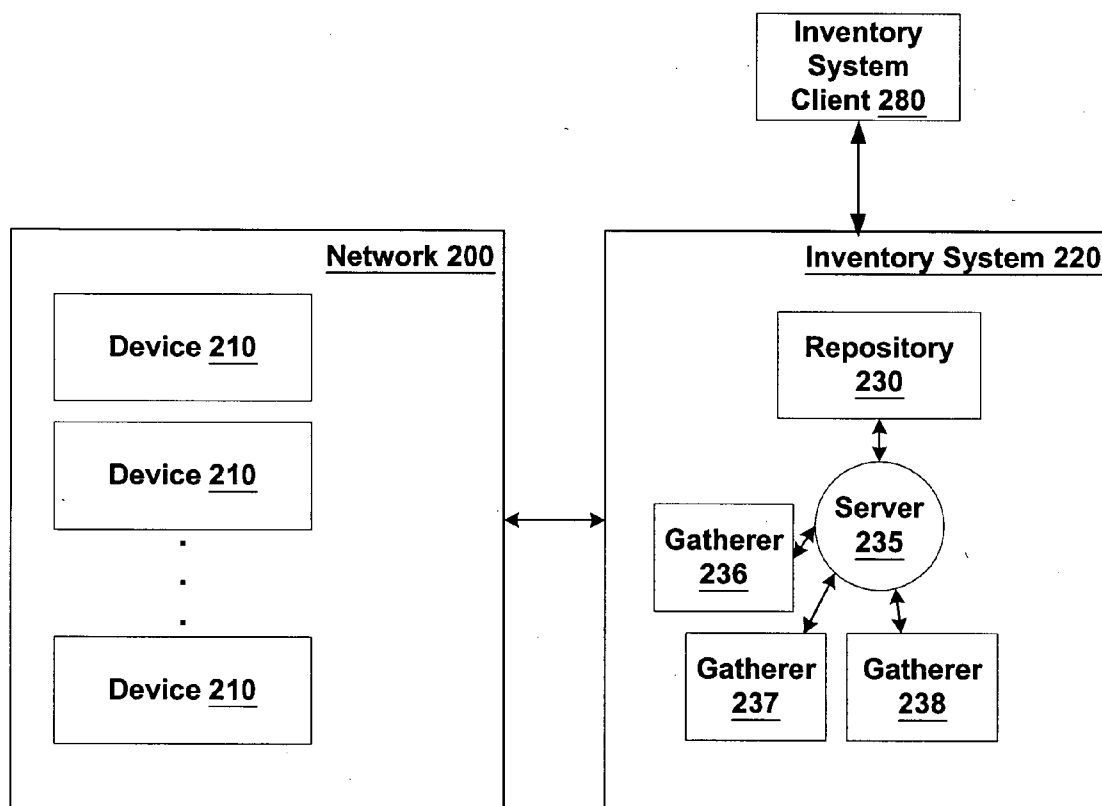 Inventory
System
Client 280
Network 200
Inventory System 220
Device 210
Device 210
Device 210
Repository
230
Server
235
Gatherer
236
Gatherer
237
Gatherer
238